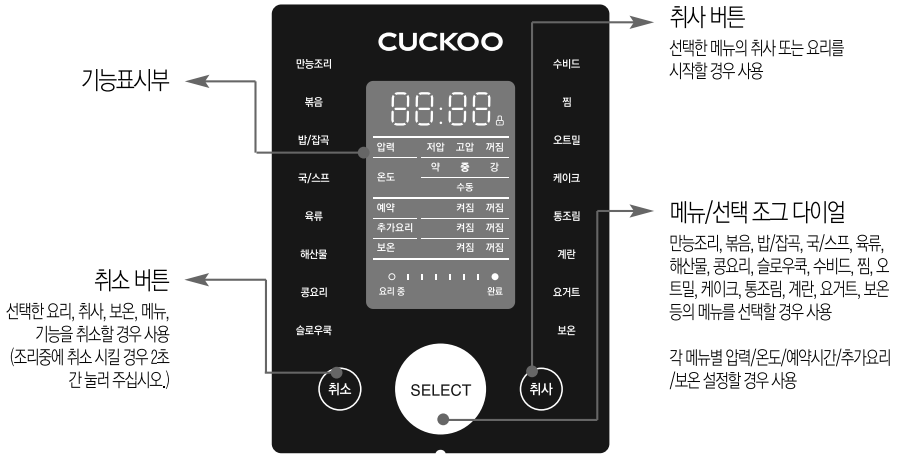 CUCKOO
만능조리
볶음
밥/잡곡
국/스프
육류
해산물
콩요리
슬로우쿡
88:88
압력 저압 고압 꺼짐
온도 약 중 강
수동
예약 켜짐 꺼짐
추가요리 켜짐 꺼짐
보온 켜짐 꺼짐
요리 중 완료
수비드
찜
오트밀
케이크
통조림
계란
요거트
보온
취소
SELECT
취사
기능표시부
취소 버튼
선택한 요리, 취사, 보온, 메뉴,
기능을 취소할 경우 사용
(조리중에 취소 시킬 경우 2초
간 눌러 주십시오.)
취사 버튼
선택한 메뉴의 취사 또는 요리를
시작할 경우 사용
메뉴/선택 조그 다이얼
만능조리, 볶음, 밥/잡곡, 국/스프, 육류,
해산물, 콩요리, 슬로우쿡, 수비드, 찜, 오
트밀, 케이크, 통조림, 계란, 요거트, 보온
등의 메뉴를 선택할 경우 사용
각 메뉴별 압력/온도/예약시간/추가요리
/보온 설정할 경우 사용